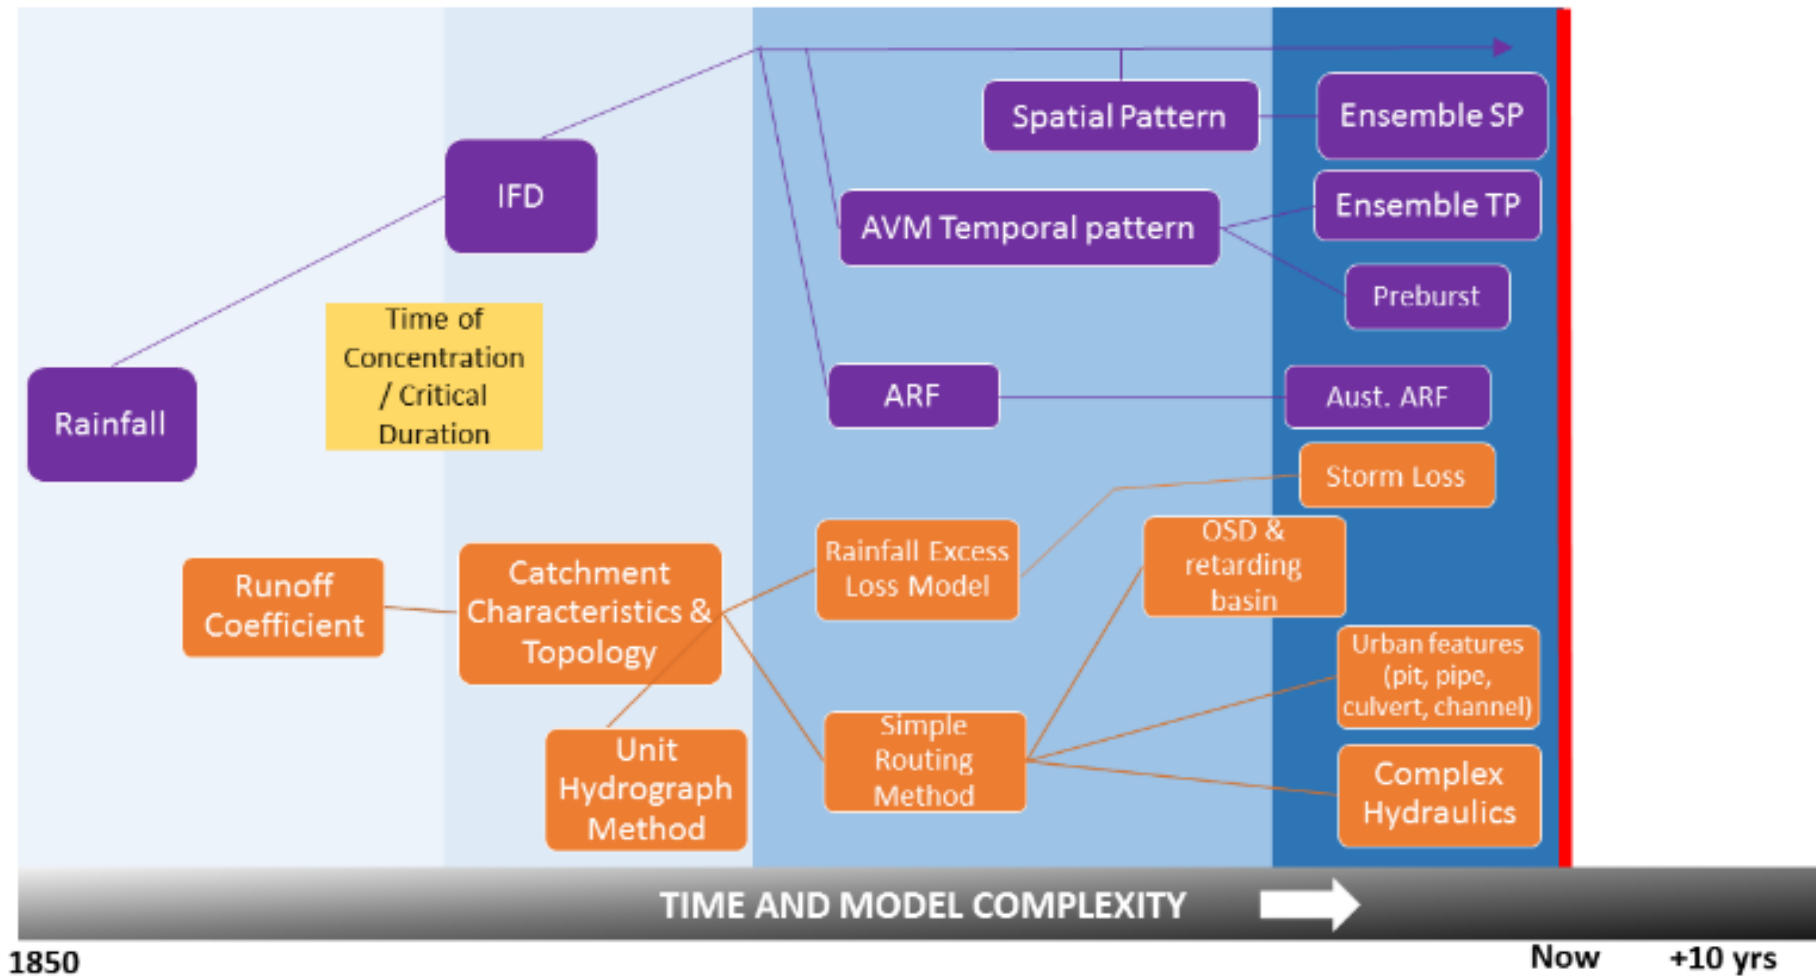 Spatial Pattern
Ensemble SP
IFD
AVM Temporal pattern
Ensemble TP
Preburst
Time of
Concentration
/ Critical
Duration
Rainfall
ARF
Aust. ARF
Storm Loss
Runoff
Coefficient
Catchment
Characteristics &
Topology
Rainfall Excess
Loss Model
OSD &
retarding
basin
Urban features
(pit, pipe,
culvert, channel)
Unit
Hydrograph
Method
Simple
Routing
Method
Complex
Hydraulics
TIME AND MODEL COMPLEXITY
1850
Now
+10 yrs